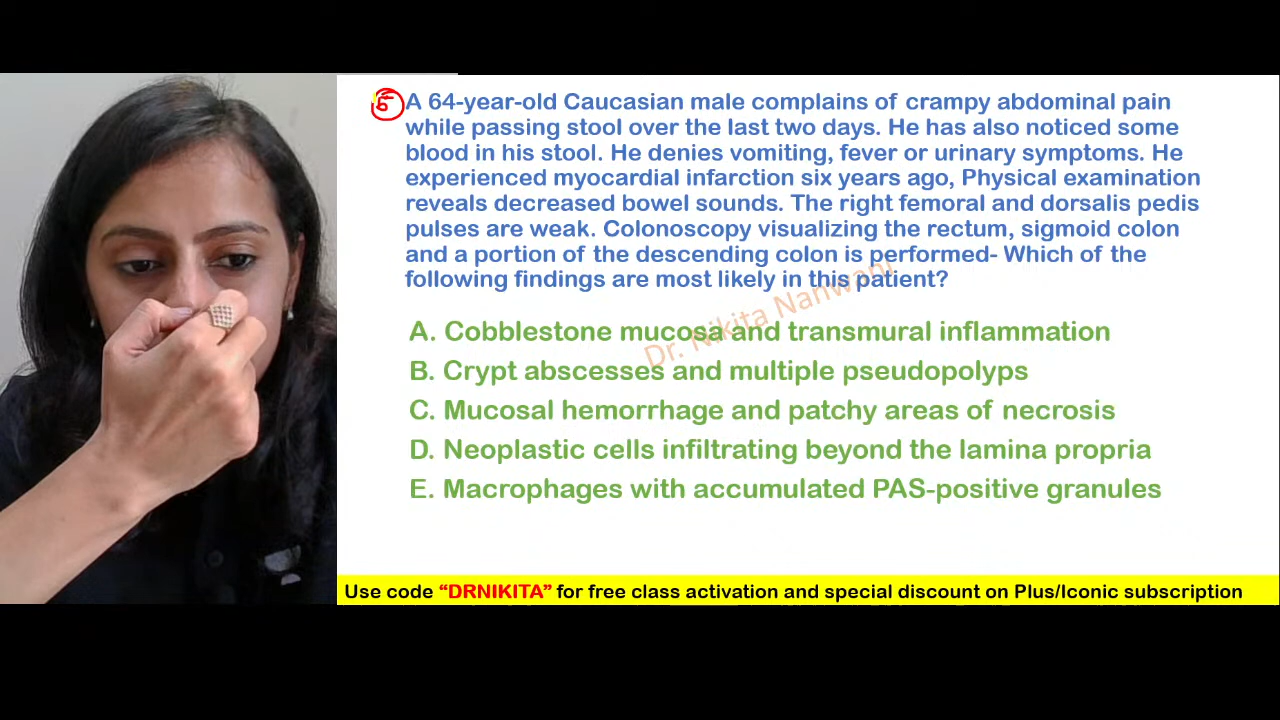 5 A 64-year-old Caucasian male complains of crampy abdominal pain
while passing stool over the last two days. He has also noticed some
blood in his stool. He denies vomiting, fever or urinary symptoms. He
experienced myocardial infarction six years ago, Physical examination
reveals decreased bowel sounds. The right femoral and dorsalis pedis
pulses are weak. Colonoscopy visualizing the rectum, sigmoid colon
and a portion of the descending colon is performed- Which of the
following findings are most likely in this patient?
Dr. Nikita Nanwani
A. Cobblestone mucosa and transmural inflammation
B. Crypt abscesses and multiple pseudopolyps
C. Mucosal hemorrhage and patchy areas of necrosis
D. Neoplastic cells infiltrating beyond the lamina propria
E. Macrophages with accumulated PAS-positive granules
Use code “DRNIKITA” for free class activation and special discount on Plus/Iconic subscription